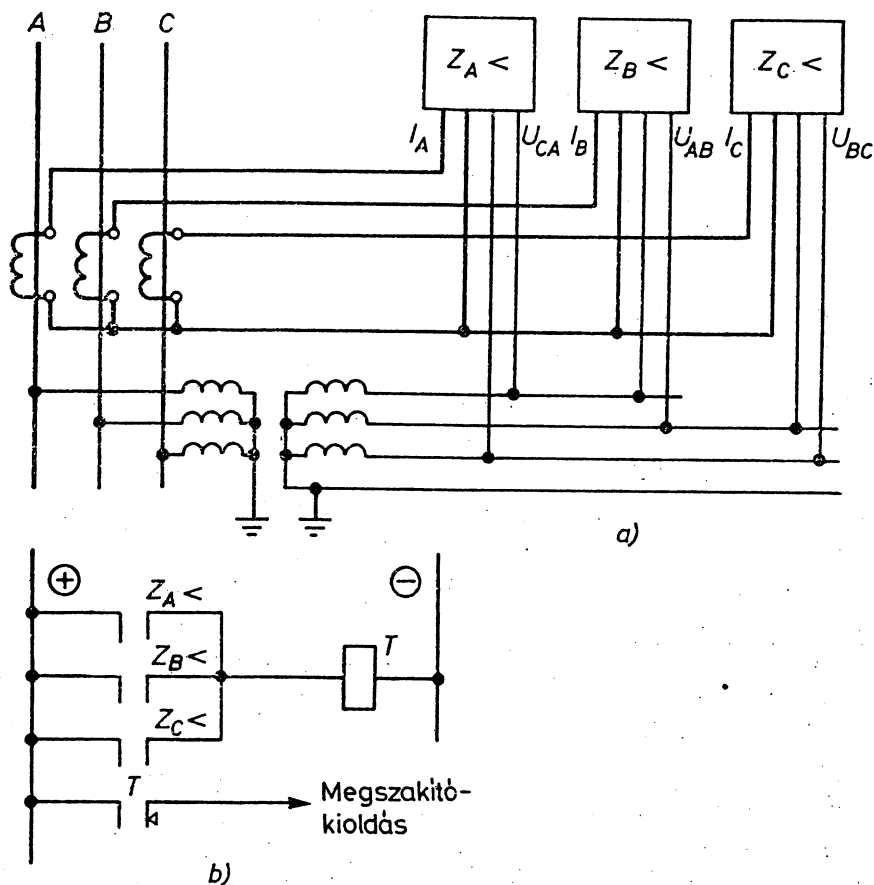 A B C
Z_A < Z_B < Z_C <
I_A U_CA I_B U_AB I_C U_BC
a)
+ −
Z_A <
Z_B < T
Z_C <
T
Megszakító-
kioldás
b)